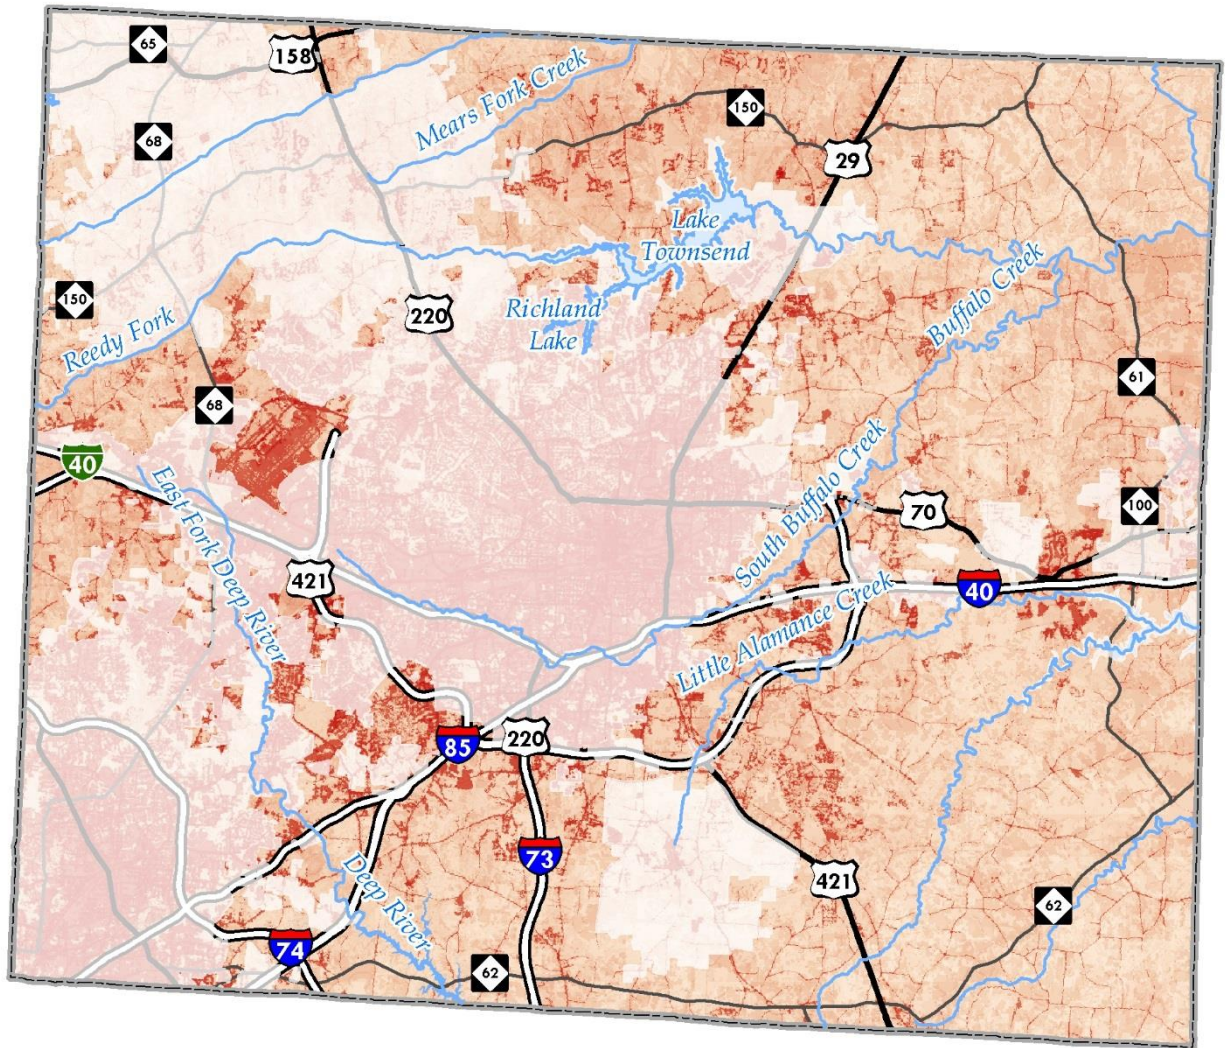 65
158
68
Mears Fork Creek
150
29
Lake
Townsend
150
Reedy Fork
220
Richland
Lake
Buffalo Creek
61
68
40
East Fork Deep River
South Buffalo Creek
70
100
421
40
Little Alamance Creek
85
220
73
421
Deep River
62
74
62